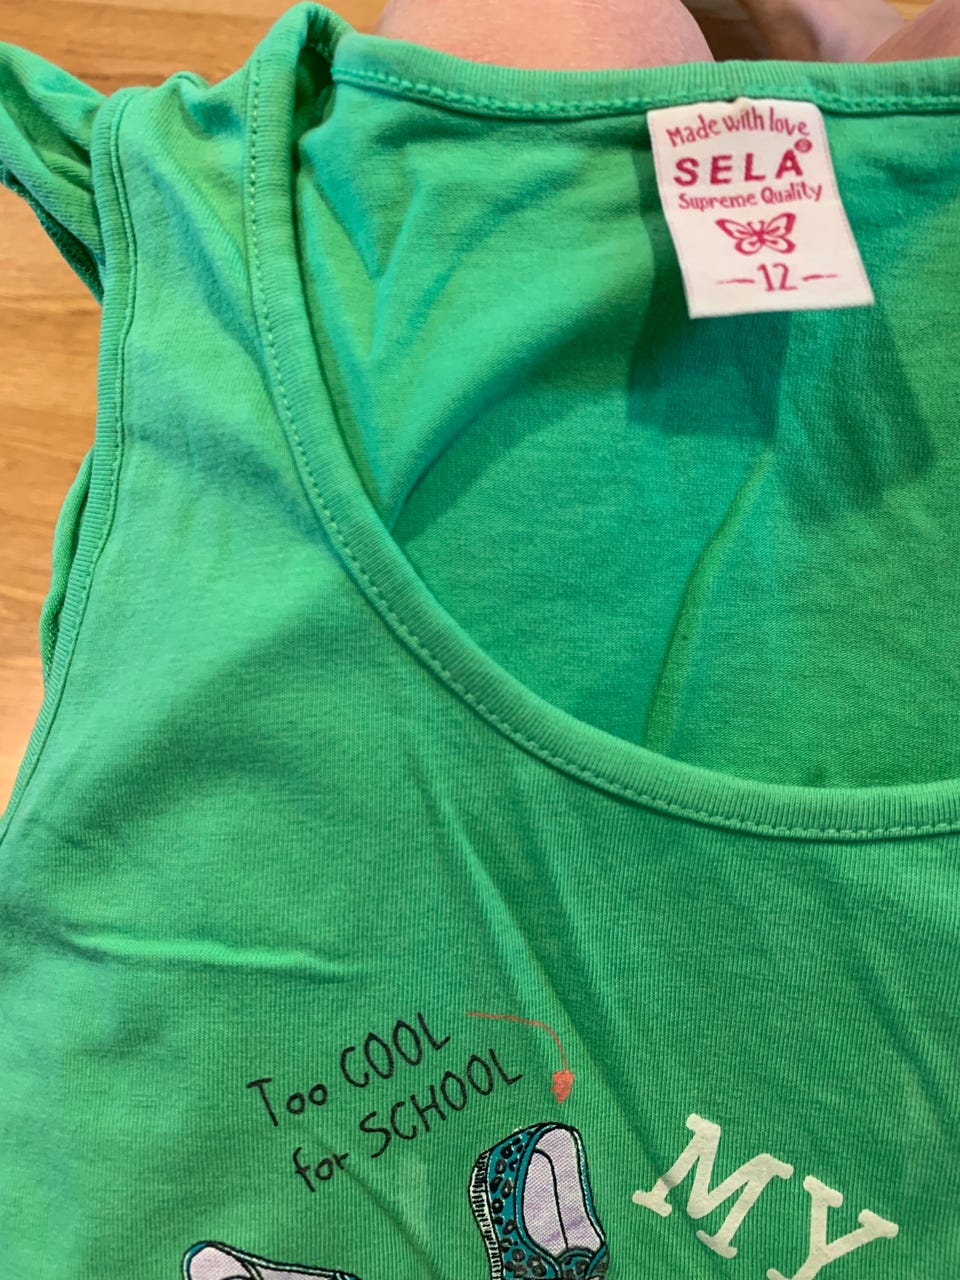 Made with love
SELA®
Supreme Quality
—12—
Too COOL
for SCHOOL
MY